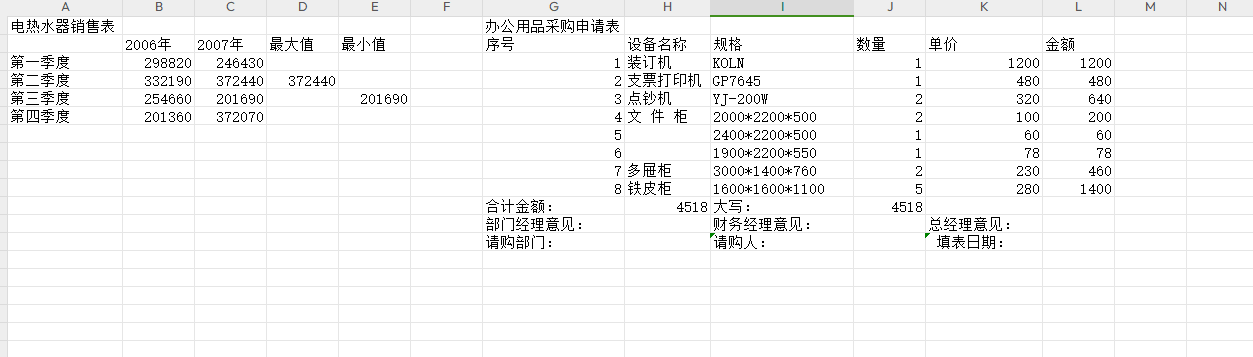 A B C D E F G H I J K L M N
电热水器销售表 办公用品采购申请表
2006年 2007年 最大值 最小值 序号 设备名称 规格 数量 单价 金额
第一季度 298820 246430 1 装订机 KOLN 1 1200 1200
第二季度 332190 372440 372440 2 支票打印机 GP7645 1 480 480
第三季度 254660 201690 201690 3 点钞机 YJ-200W 2 320 640
第四季度 201360 372070 4 文 件 柜 2000*2200*500 2 100 200
5 2400*2200*500 1 60 60
6 1900*2200*550 1 78 78
7 多屉柜 3000*1400*760 2 230 460
8 铁皮柜 1600*1600*1100 5 280 1400
合计金额： 4518 大写： 4518
部门经理意见： 财务经理意见： 总经理意见：
请购部门： 请购人： 填表日期：